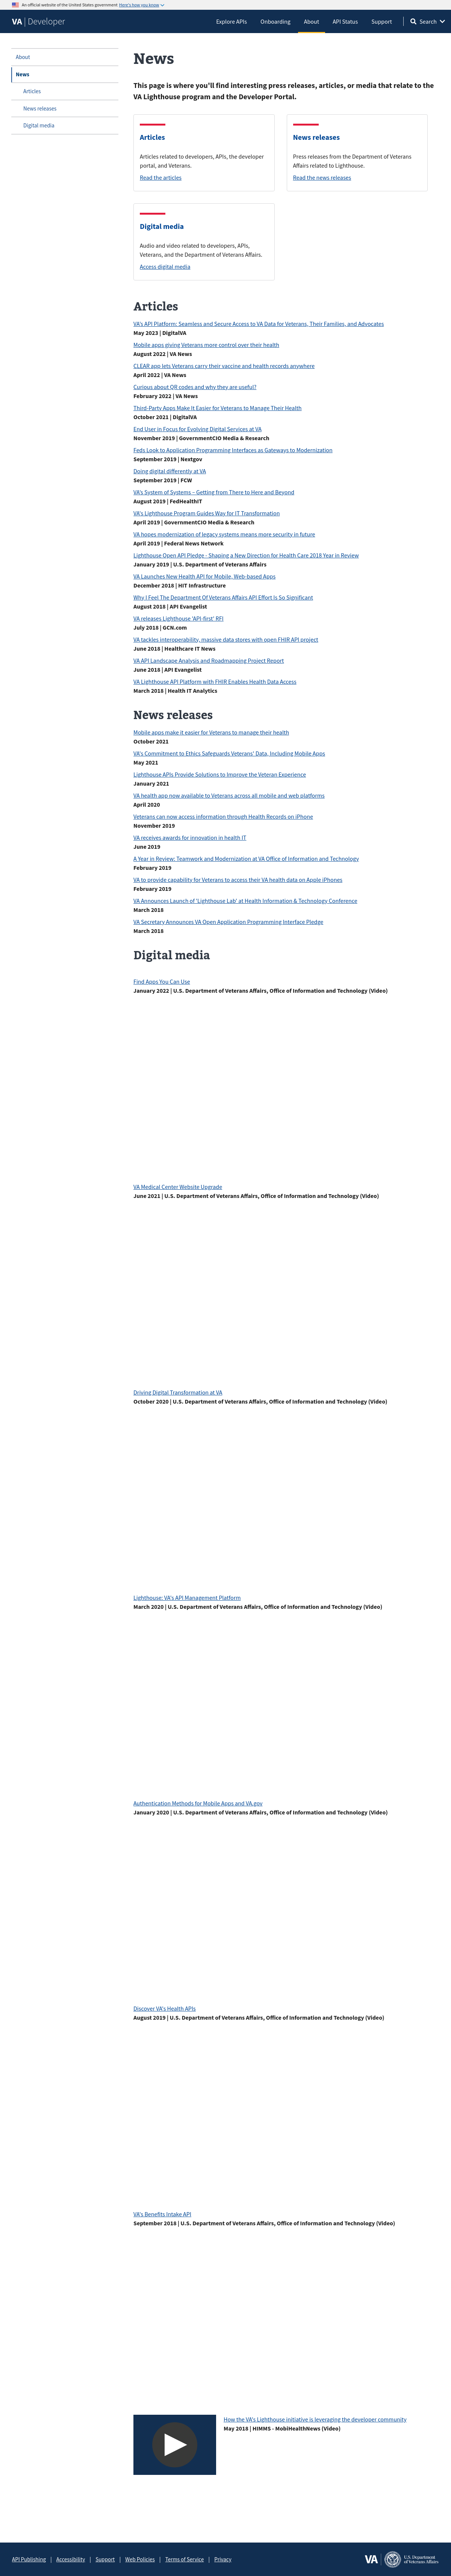 An official website of the United States government Here's how you know
VA | Developer
Explore APIs
Onboarding
About
API Status
Support
Search
About
News
Articles
News releases
Digital media
News
This page is where you'll find interesting press releases, articles, or media that relate to the
VA Lighthouse program and the Developer Portal.
Articles
Articles related to developers, APIs, the developer
portal, and Veterans.
Read the articles
News releases
Press releases from the Department of Veterans
Affairs related to Lighthouse.
Read the news releases
Digital media
Audio and video related to developers, APIs,
Veterans, and the Department of Veterans Affairs.
Access digital media
Articles
VA's API Platform: Seamless and Secure Access to VA Data for Veterans, Their Families, and Advocates
May 2023 | DigitalVA
Mobile apps giving Veterans more control over their health
August 2022 | VA News
CLEAR app lets Veterans carry their vaccine and health records anywhere
April 2022 | VA News
Curious about QR codes and why they are useful?
February 2022 | VA News
Third-Party Apps Make It Easier for Veterans to Manage Their Health
October 2021 | DigitalVA
End User in Focus for Evolving Digital Services at VA
November 2019 | GovernmentCIO Media & Research
Feds Look to Application Programming Interfaces as Gateways to Modernization
September 2019 | Nextgov
Doing digital differently at VA
September 2019 | FCW
VA's System of Systems – Getting from There to Here and Beyond
August 2019 | FedHealthIT
VA's Lighthouse Program Guides Way for IT Transformation
April 2019 | GovernmentCIO Media & Research
VA hopes modernization of legacy systems means more security in future
April 2019 | Federal News Network
Lighthouse Open API Pledge - Shaping a New Direction for Health Care 2018 Year in Review
January 2019 | U.S. Department of Veterans Affairs
VA Launches New Health API for Mobile, Web-based Apps
December 2018 | HIT Infrastructure
Why I Feel The Department Of Veterans Affairs API Effort Is So Significant
August 2018 | API Evangelist
VA releases Lighthouse 'API-first' RFI
July 2018 | GCN.com
VA tackles interoperability, massive data stores with open FHIR API project
June 2018 | Healthcare IT News
VA API Landscape Analysis and Roadmapping Project Report
June 2018 | API Evangelist
VA Lighthouse API Platform with FHIR Enables Health Data Access
March 2018 | Health IT Analytics
News releases
Mobile apps make it easier for Veterans to manage their health
October 2021
VA's Commitment to Ethics Safeguards Veterans' Data, Including Mobile Apps
May 2021
Lighthouse APIs Provide Solutions to Improve the Veteran Experience
January 2021
VA health app now available to Veterans across all mobile and web platforms
April 2020
Veterans can now access information through Health Records on iPhone
November 2019
VA receives awards for innovation in health IT
June 2019
A Year in Review: Teamwork and Modernization at VA Office of Information and Technology
February 2019
VA to provide capability for Veterans to access their VA health data on Apple iPhones
February 2019
VA Announces Launch of 'Lighthouse Lab' at Health Information & Technology Conference
March 2018
VA Secretary Announces VA Open Application Programming Interface Pledge
March 2018
Digital media
Find Apps You Can Use
January 2022 | U.S. Department of Veterans Affairs, Office of Information and Technology (Video)
VA Medical Center Website Upgrade
June 2021 | U.S. Department of Veterans Affairs, Office of Information and Technology (Video)
Driving Digital Transformation at VA
October 2020 | U.S. Department of Veterans Affairs, Office of Information and Technology (Video)
Lighthouse: VA's API Management Platform
March 2020 | U.S. Department of Veterans Affairs, Office of Information and Technology (Video)
Authentication Methods for Mobile Apps and VA.gov
January 2020 | U.S. Department of Veterans Affairs, Office of Information and Technology (Video)
Discover VA's Health APIs
August 2019 | U.S. Department of Veterans Affairs, Office of Information and Technology (Video)
VA's Benefits Intake API
September 2018 | U.S. Department of Veterans Affairs, Office of Information and Technology (Video)
How the VA's Lighthouse initiative is leveraging the developer community
May 2018 | HIMMS - MobiHealthNews (Video)
API Publishing | Accessibility | Support | Web Policies | Terms of Service | Privacy
VA
U.S. Department
of Veterans Affairs